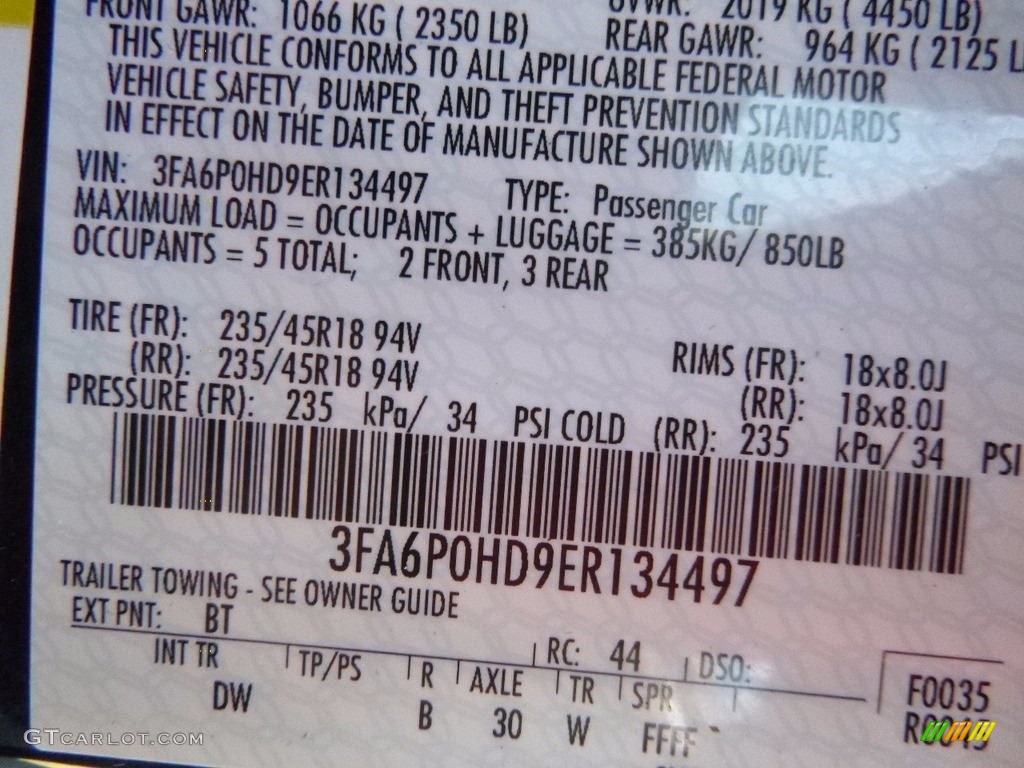 FRONT GAWR: 1066 KG ( 2350 LB) GVWR: 2019 KG ( 4450 LB)
REAR GAWR: 964 KG ( 2125 L
THIS VEHICLE CONFORMS TO ALL APPLICABLE FEDERAL MOTOR
VEHICLE SAFETY, BUMPER, AND THEFT PREVENTION STANDARDS
IN EFFECT ON THE DATE OF MANUFACTURE SHOWN ABOVE.
VIN: 3FA6P0HD9ER134497 TYPE: Passenger Car
MAXIMUM LOAD = OCCUPANTS + LUGGAGE = 385KG/ 850LB
OCCUPANTS = 5 TOTAL; 2 FRONT, 3 REAR
TIRE (FR): 235/45R18 94V RIMS (FR): 18x8.0J
(RR): 235/45R18 94V (RR): 18x8.0J
PRESSURE (FR): 235 kPa/ 34 PSI COLD (RR): 235 kPa/ 34 PSI
3FA6P0HD9ER134497
TRAILER TOWING - SEE OWNER GUIDE
EXT PNT: BT RC: 44 DSO:
INT TR TP/PS R AXLE TR SPR F0035
DW B 30 W FFFF R0045
GTcarlot.com